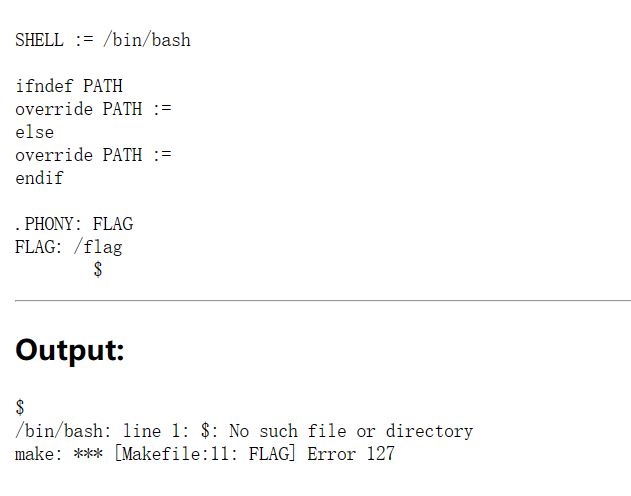 SHELL := /bin/bash
ifndef PATH
override PATH :=
else
override PATH :=
endif
.PHONY: FLAG
FLAG: /flag
$
Output:
$
/bin/bash: line 1: $: No such file or directory
make: *** [Makefile:11: FLAG] Error 127